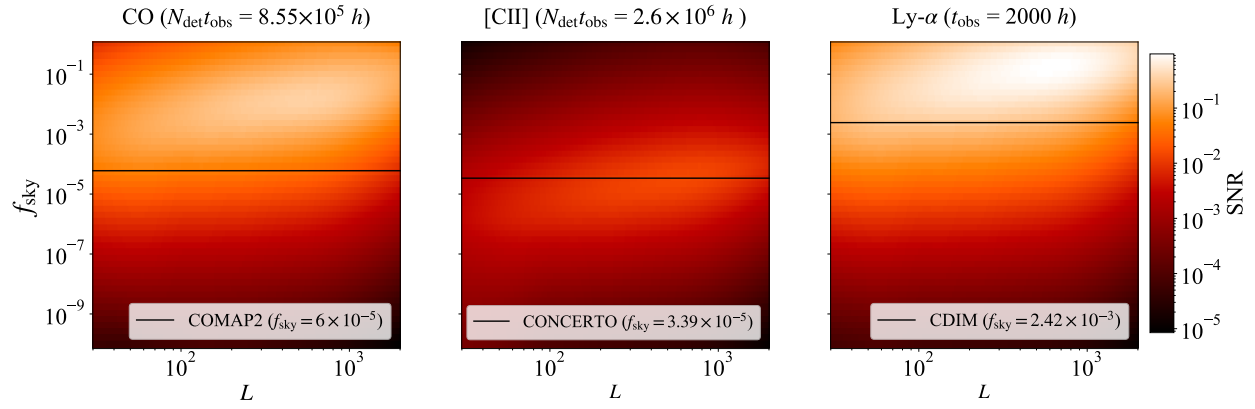 CO (N_det t_obs = 8.55×10^5 h)
[CII] (N_det t_obs = 2.6×10^6 h )
Ly-α (t_obs = 2000 h)
f_sky
10^−1
10^−3
10^−5
10^−7
10^−9
COMAP2 (f_sky = 6 × 10^−5)
CONCERTO (f_sky = 3.39 × 10^−5)
CDIM (f_sky = 2.42 × 10^−3)
10^2
10^3
10^2
10^3
10^2
10^3
L
L
L
10^−1
10^−2
10^−3
10^−4
10^−5
SNR